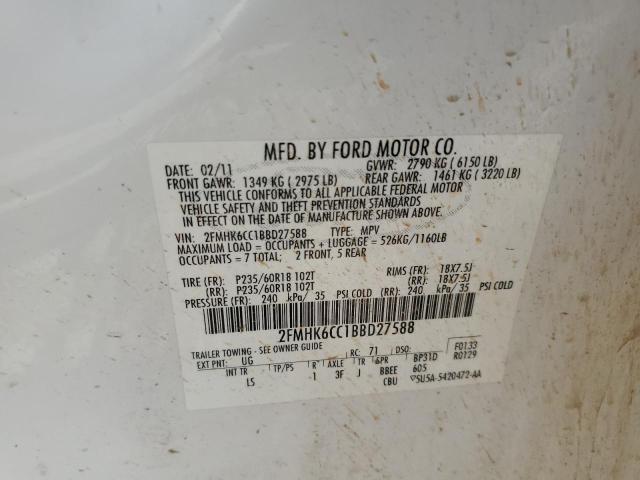 MFD. BY FORD MOTOR CO.
DATE: 02/11 GVWR: 2790 KG ( 6150 LB)
FRONT GAWR: 1349 KG ( 2975 LB) REAR GAWR: 1461 KG ( 3220 LB)
THIS VEHICLE CONFORMS TO ALL APPLICABLE FEDERAL MOTOR
VEHICLE SAFETY AND THEFT PREVENTION STANDARDS
IN EFFECT ON THE DATE OF MANUFACTURE SHOWN ABOVE.
VIN: 2FMHK6CC1BBD27588 TYPE: MPV
MAXIMUM LOAD = OCCUPANTS + LUGGAGE = 526KG/1160LB
OCCUPANTS = 7 TOTAL; 2 FRONT, 5 REAR
TIRE (FR): P235/60R18 102T RIMS (FR): 18X7.5J
(RR): P235/60R18 102T (RR): 18X7.5J
PRESSURE (FR): 240 kPa/ 35 PSI COLD (RR): 240 kPa/ 35 PSI COLD
2FMHK6CC1BBD27588
TRAILER TOWING - SEE OWNER GUIDE F0133
EXT PNT: UG RC: 71 DSO: R0129
INT TR TP/PS R AXLE TR SPR BP31D
LS 1 3F J BBEE 605
CBU 5U5A-5420472-AA